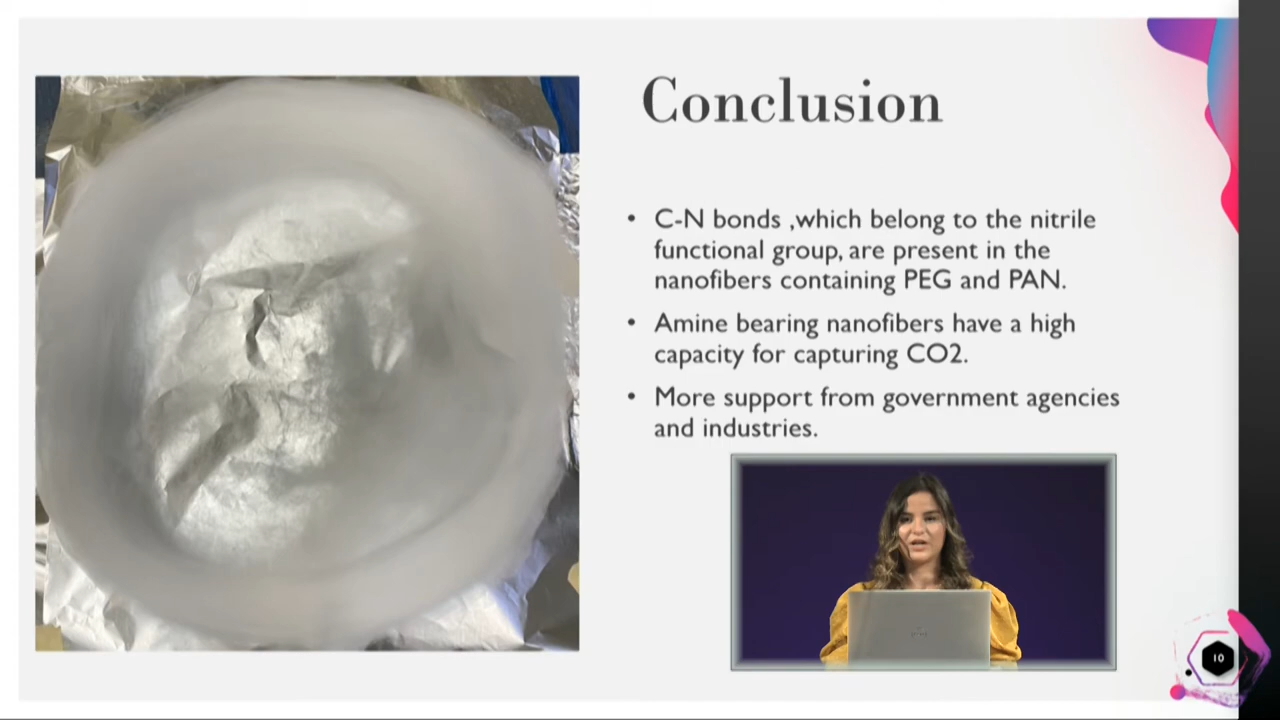 Conclusion
• C-N bonds ,which belong to the nitrile
functional group, are present in the
nanofibers containing PEG and PAN.
• Amine bearing nanofibers have a high
capacity for capturing CO2.
• More support from government agencies
and industries.
10